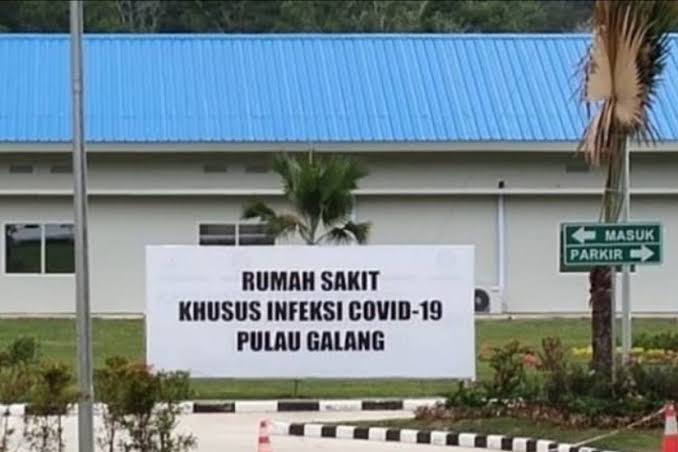 RUMAH SAKIT
KHUSUS INFEKSI COVID-19
PULAU GALANG
MASUK
PARKIR